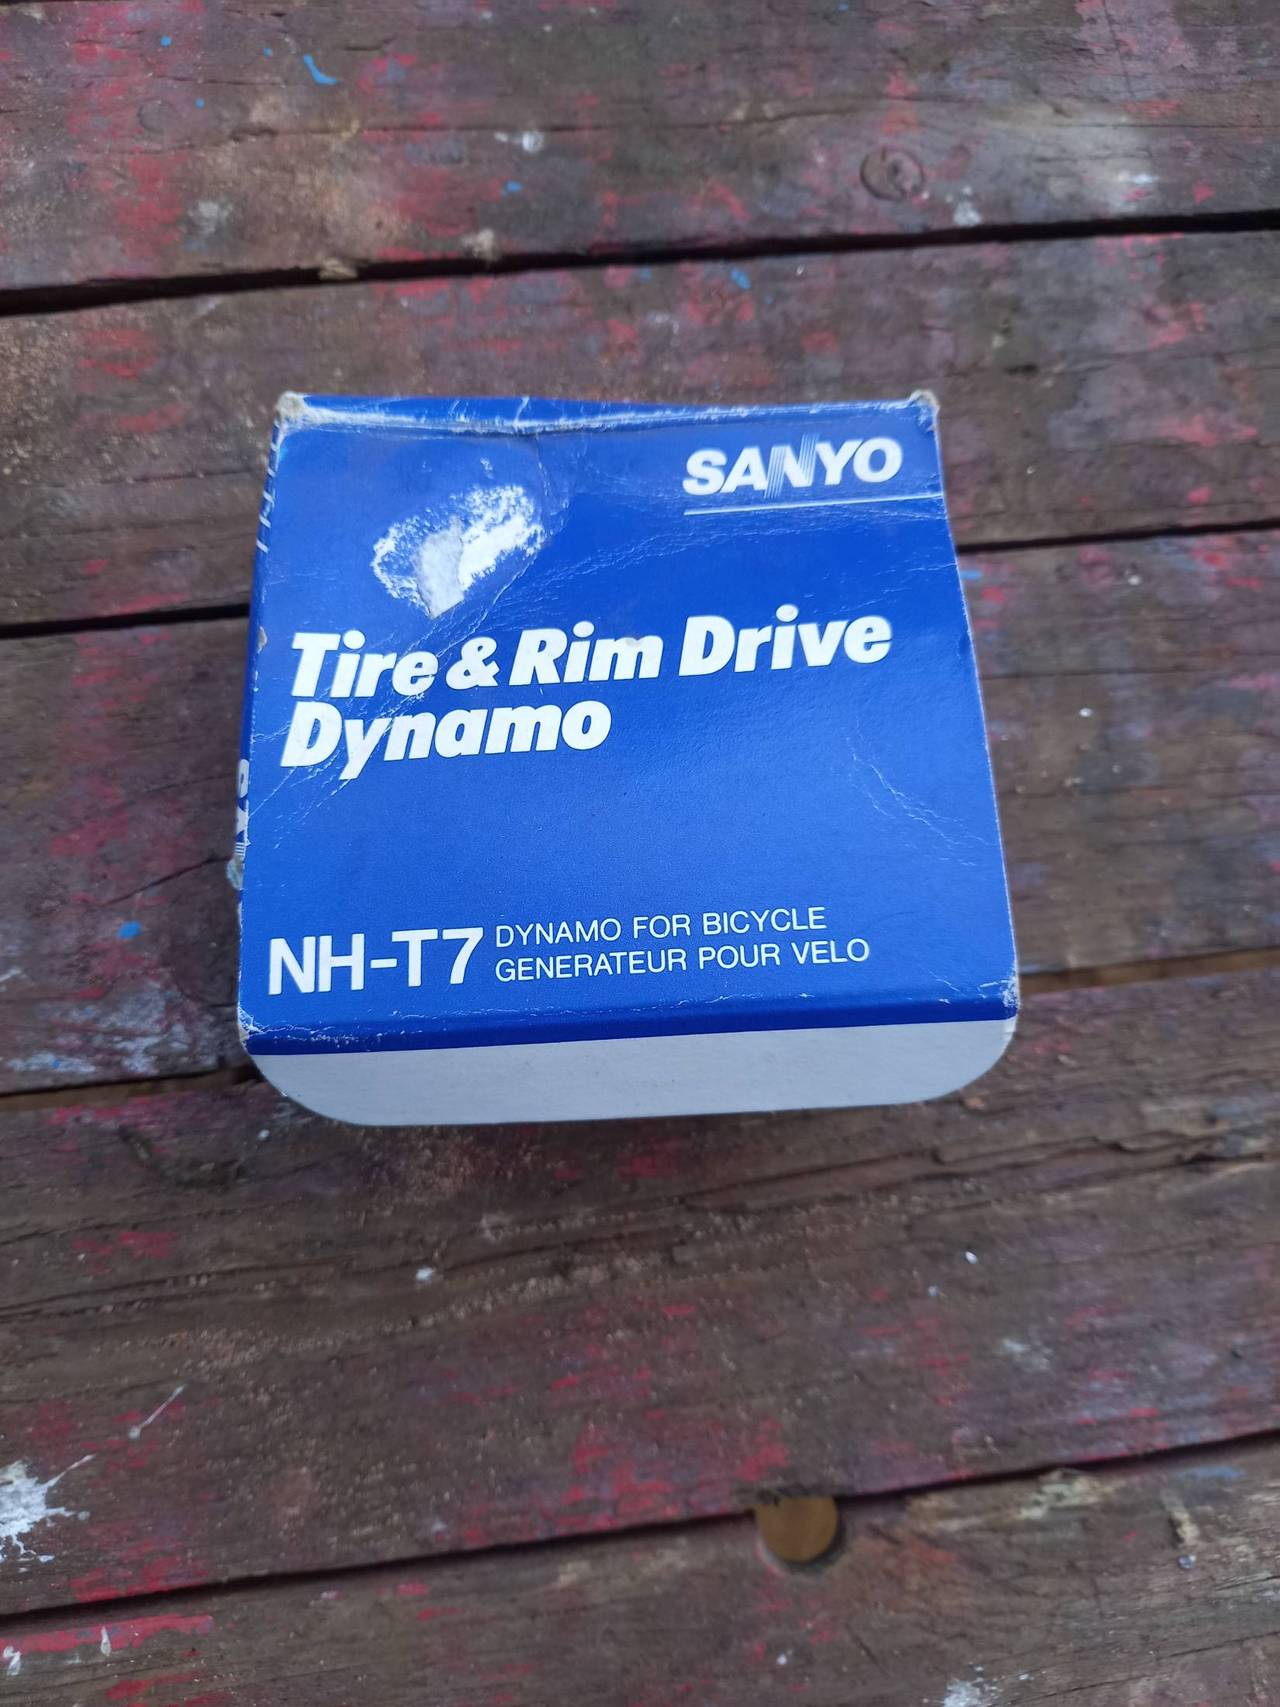 SANYO
Tire & Rim Drive
Dynamo
NH-T7
DYNAMO FOR BICYCLE
GENERATEUR POUR VELO